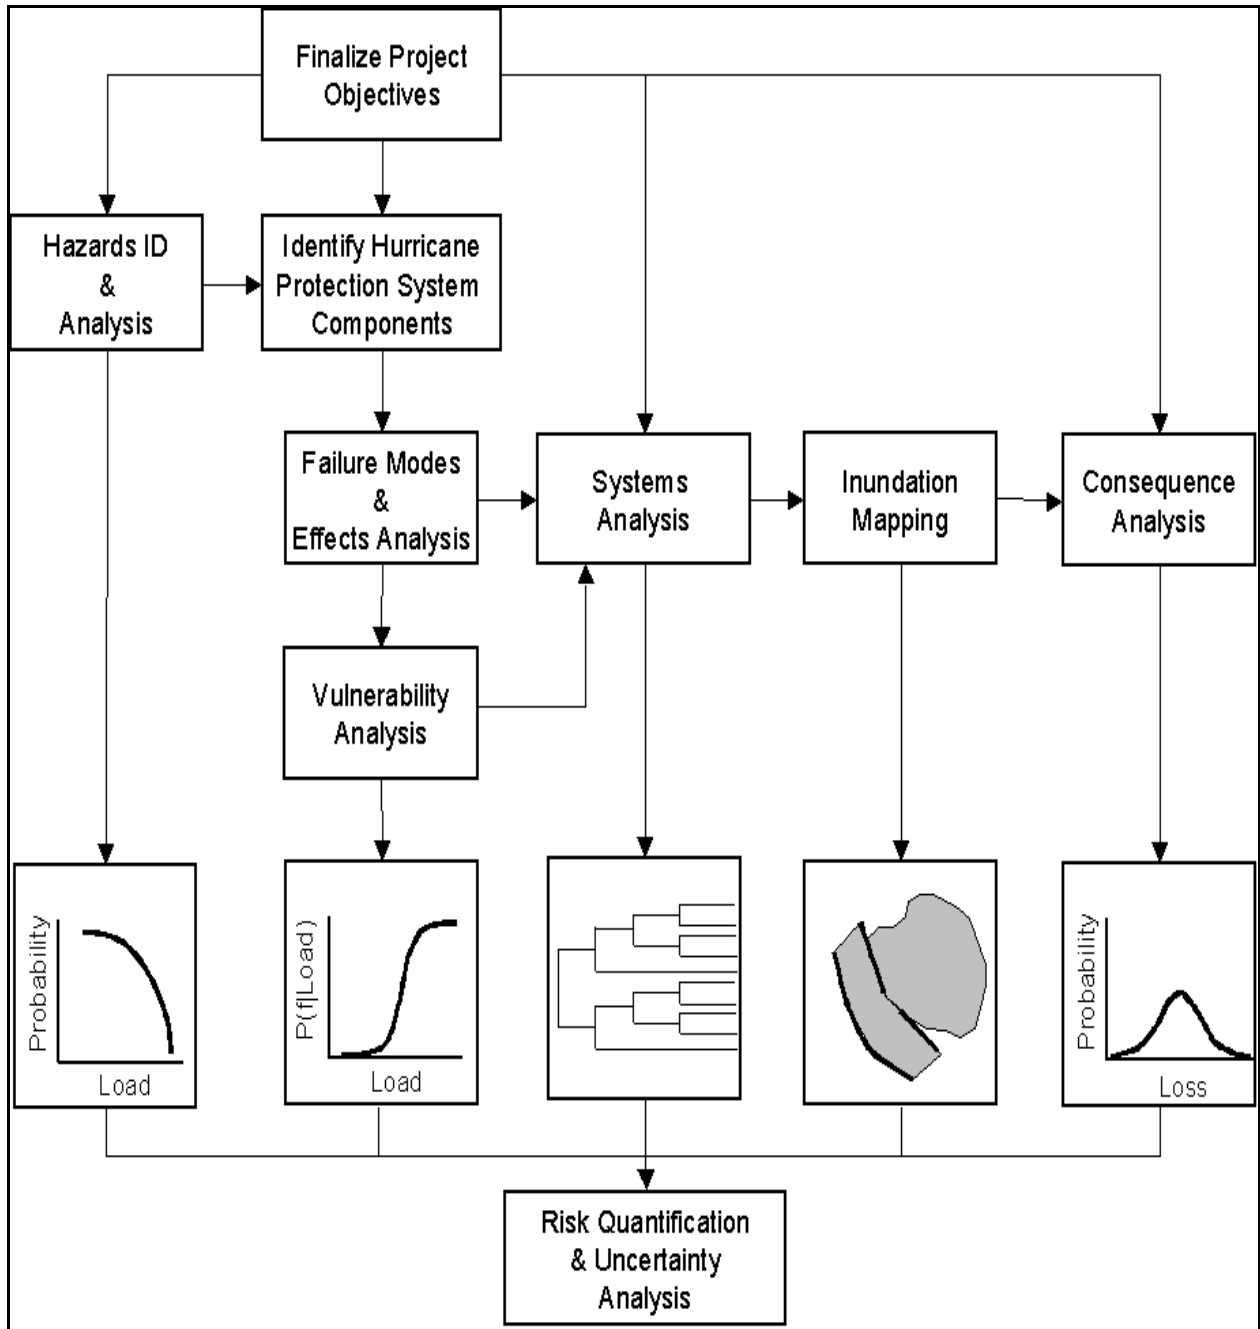 Finalize Project
Objectives
Hazards ID
&
Analysis
Identify Hurricane
Protection System
Components
Failure Modes
&
Effects Analysis
Systems
Analysis
Inundation
Mapping
Consequence
Analysis
Vulnerability
Analysis
Probability
Load
P(f|Load)
Load
Probability
Loss
Risk Quantification
& Uncertainty
Analysis